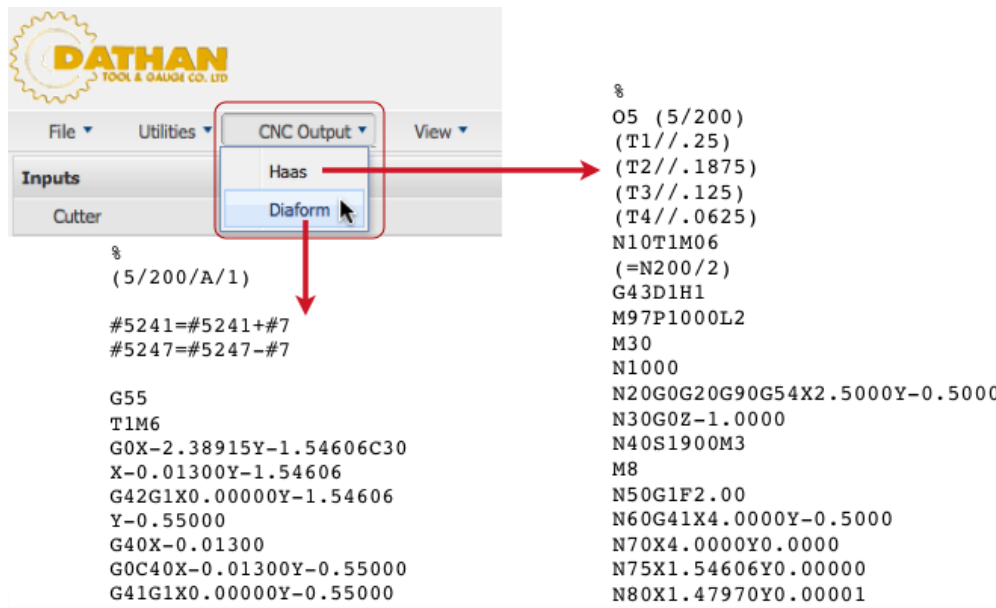 DATHAN
TOOL & GAUGE CO. LTD
File
Utilities
CNC Output
View
Inputs
Haas
Cutter
Diaform
%
(5/200/A/1)
#5241=#5241+#7
#5247=#5247-#7
G55
T1M6
G0X-2.38915Y-1.54606C30
X-0.01300Y-1.54606
G42G1X0.00000Y-1.54606
Y-0.55000
G40X-0.01300
G0C40X-0.01300Y-0.55000
G41G1X0.00000Y-0.55000
%
O5 (5/200)
(T1//.25)
(T2//.1875)
(T3//.125)
(T4//.0625)
N10T1M06
(=N200/2)
G43D1H1
M97P1000L2
M30
N1000
N20G0G20G90G54X2.5000Y-0.5000
N30G0Z-1.0000
N40S1900M3
M8
N50G1F2.00
N60G41X4.0000Y-0.5000
N70X4.0000Y0.0000
N75X1.54606Y0.00000
N80X1.47970Y0.00001